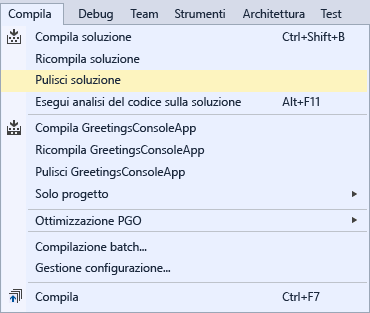 Compila Debug Team Strumenti Architettura Test
Compila soluzione Ctrl+Shift+B
Ricompila soluzione
Pulisci soluzione
Esegui analisi del codice sulla soluzione Alt+F11
Compila GreetingsConsoleApp
Ricompila GreetingsConsoleApp
Pulisci GreetingsConsoleApp
Solo progetto
Ottimizzazione PGO
Compilazione batch...
Gestione configurazione...
Compila Ctrl+F7